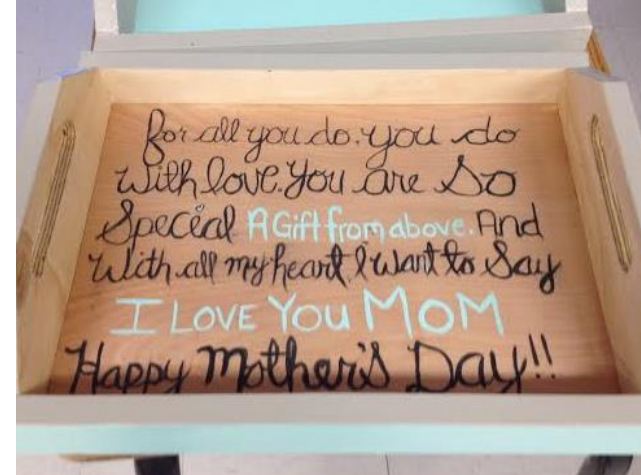 for all you do. you do
With love. You are So
Special A Gift from above. And
With all my heart I want to Say
I LOVE YOU MOM
Happy Mother's Day!!